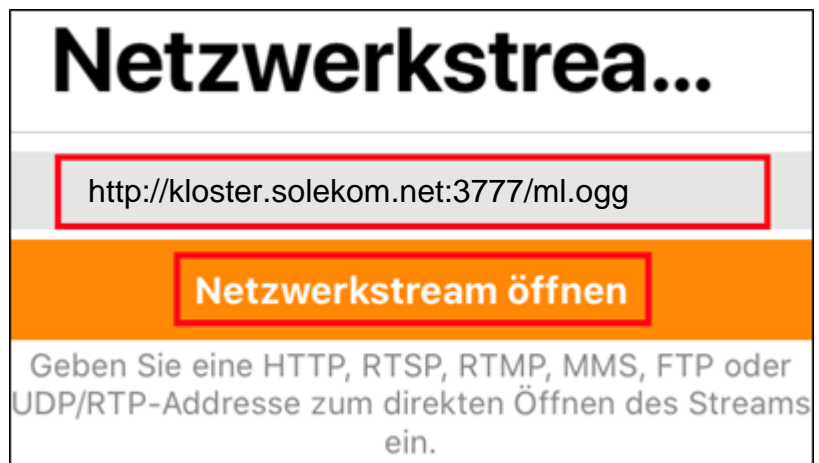 Netzwerkstrea...
http://kloster.solekom.net:3777/ml.ogg
Netzwerkstream öffnen
Geben Sie eine HTTP, RTSP, RTMP, MMS, FTP oder
UDP/RTP-Addresse zum direkten Öffnen des Streams
ein.